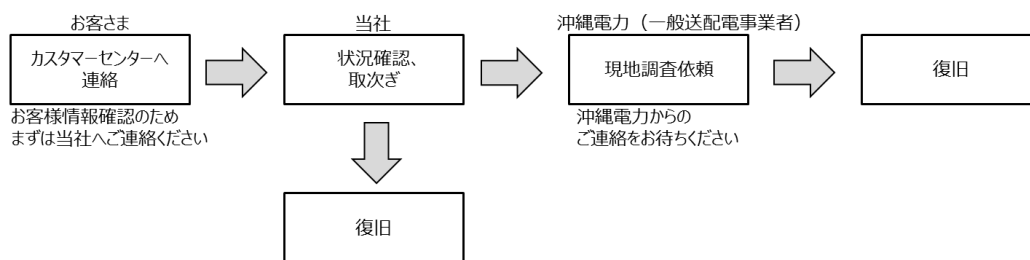 お客さま
カスタマーセンターへ
連絡
お客様情報確認のため
まずは当社へご連絡ください
当社
状況確認、
取次ぎ
復旧
沖縄電力（一般送配電事業者）
現地調査依頼
沖縄電力からの
ご連絡をお待ちください
復旧